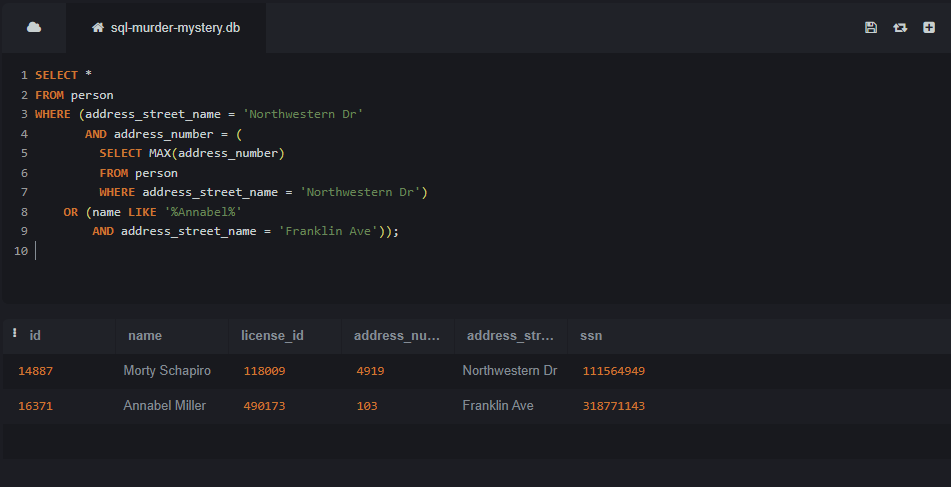 sql-murder-mystery.db
1 SELECT *
2 FROM person
3 WHERE (address_street_name = 'Northwestern Dr'
4 AND address_number = (
5 SELECT MAX(address_number)
6 FROM person
7 WHERE address_street_name = 'Northwestern Dr')
8 OR (name LIKE '%Annabel%'
9 AND address_street_name = 'Franklin Ave'));
10
id name license_id address_nu... address_str... ssn
14887 Morty Schapiro 118009 4919 Northwestern Dr 111564949
16371 Annabel Miller 490173 103 Franklin Ave 318771143